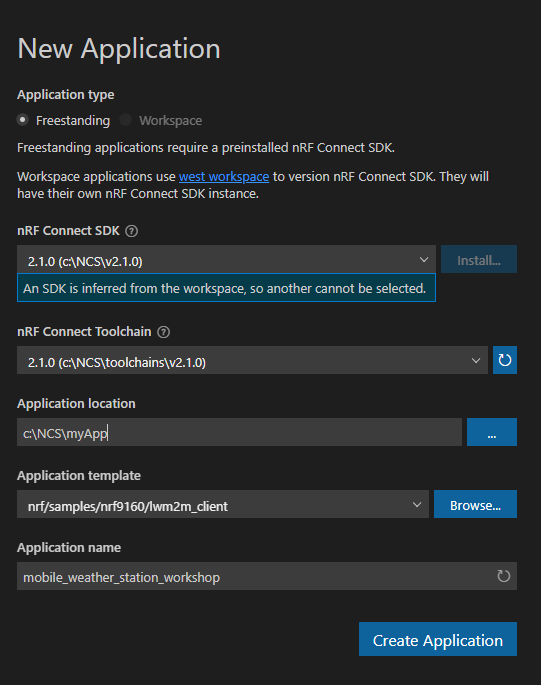 New Application
Application type
Freestanding Workspace
Freestanding applications require a preinstalled nRF Connect SDK.
Workspace applications use west workspace to version nRF Connect SDK. They will
have their own nRF Connect SDK instance.
nRF Connect SDK ?
2.1.0 (c:\NCS\v2.1.0) Install...
An SDK is inferred from the workspace, so another cannot be selected.
nRF Connect Toolchain ?
2.1.0 (c:\NCS\toolchains\v2.1.0)
Application location
c:\NCS\myApp ...
Application template
nrf/samples/nrf9160/lwm2m_client Browse...
Application name
mobile_weather_station_workshop
Create Application